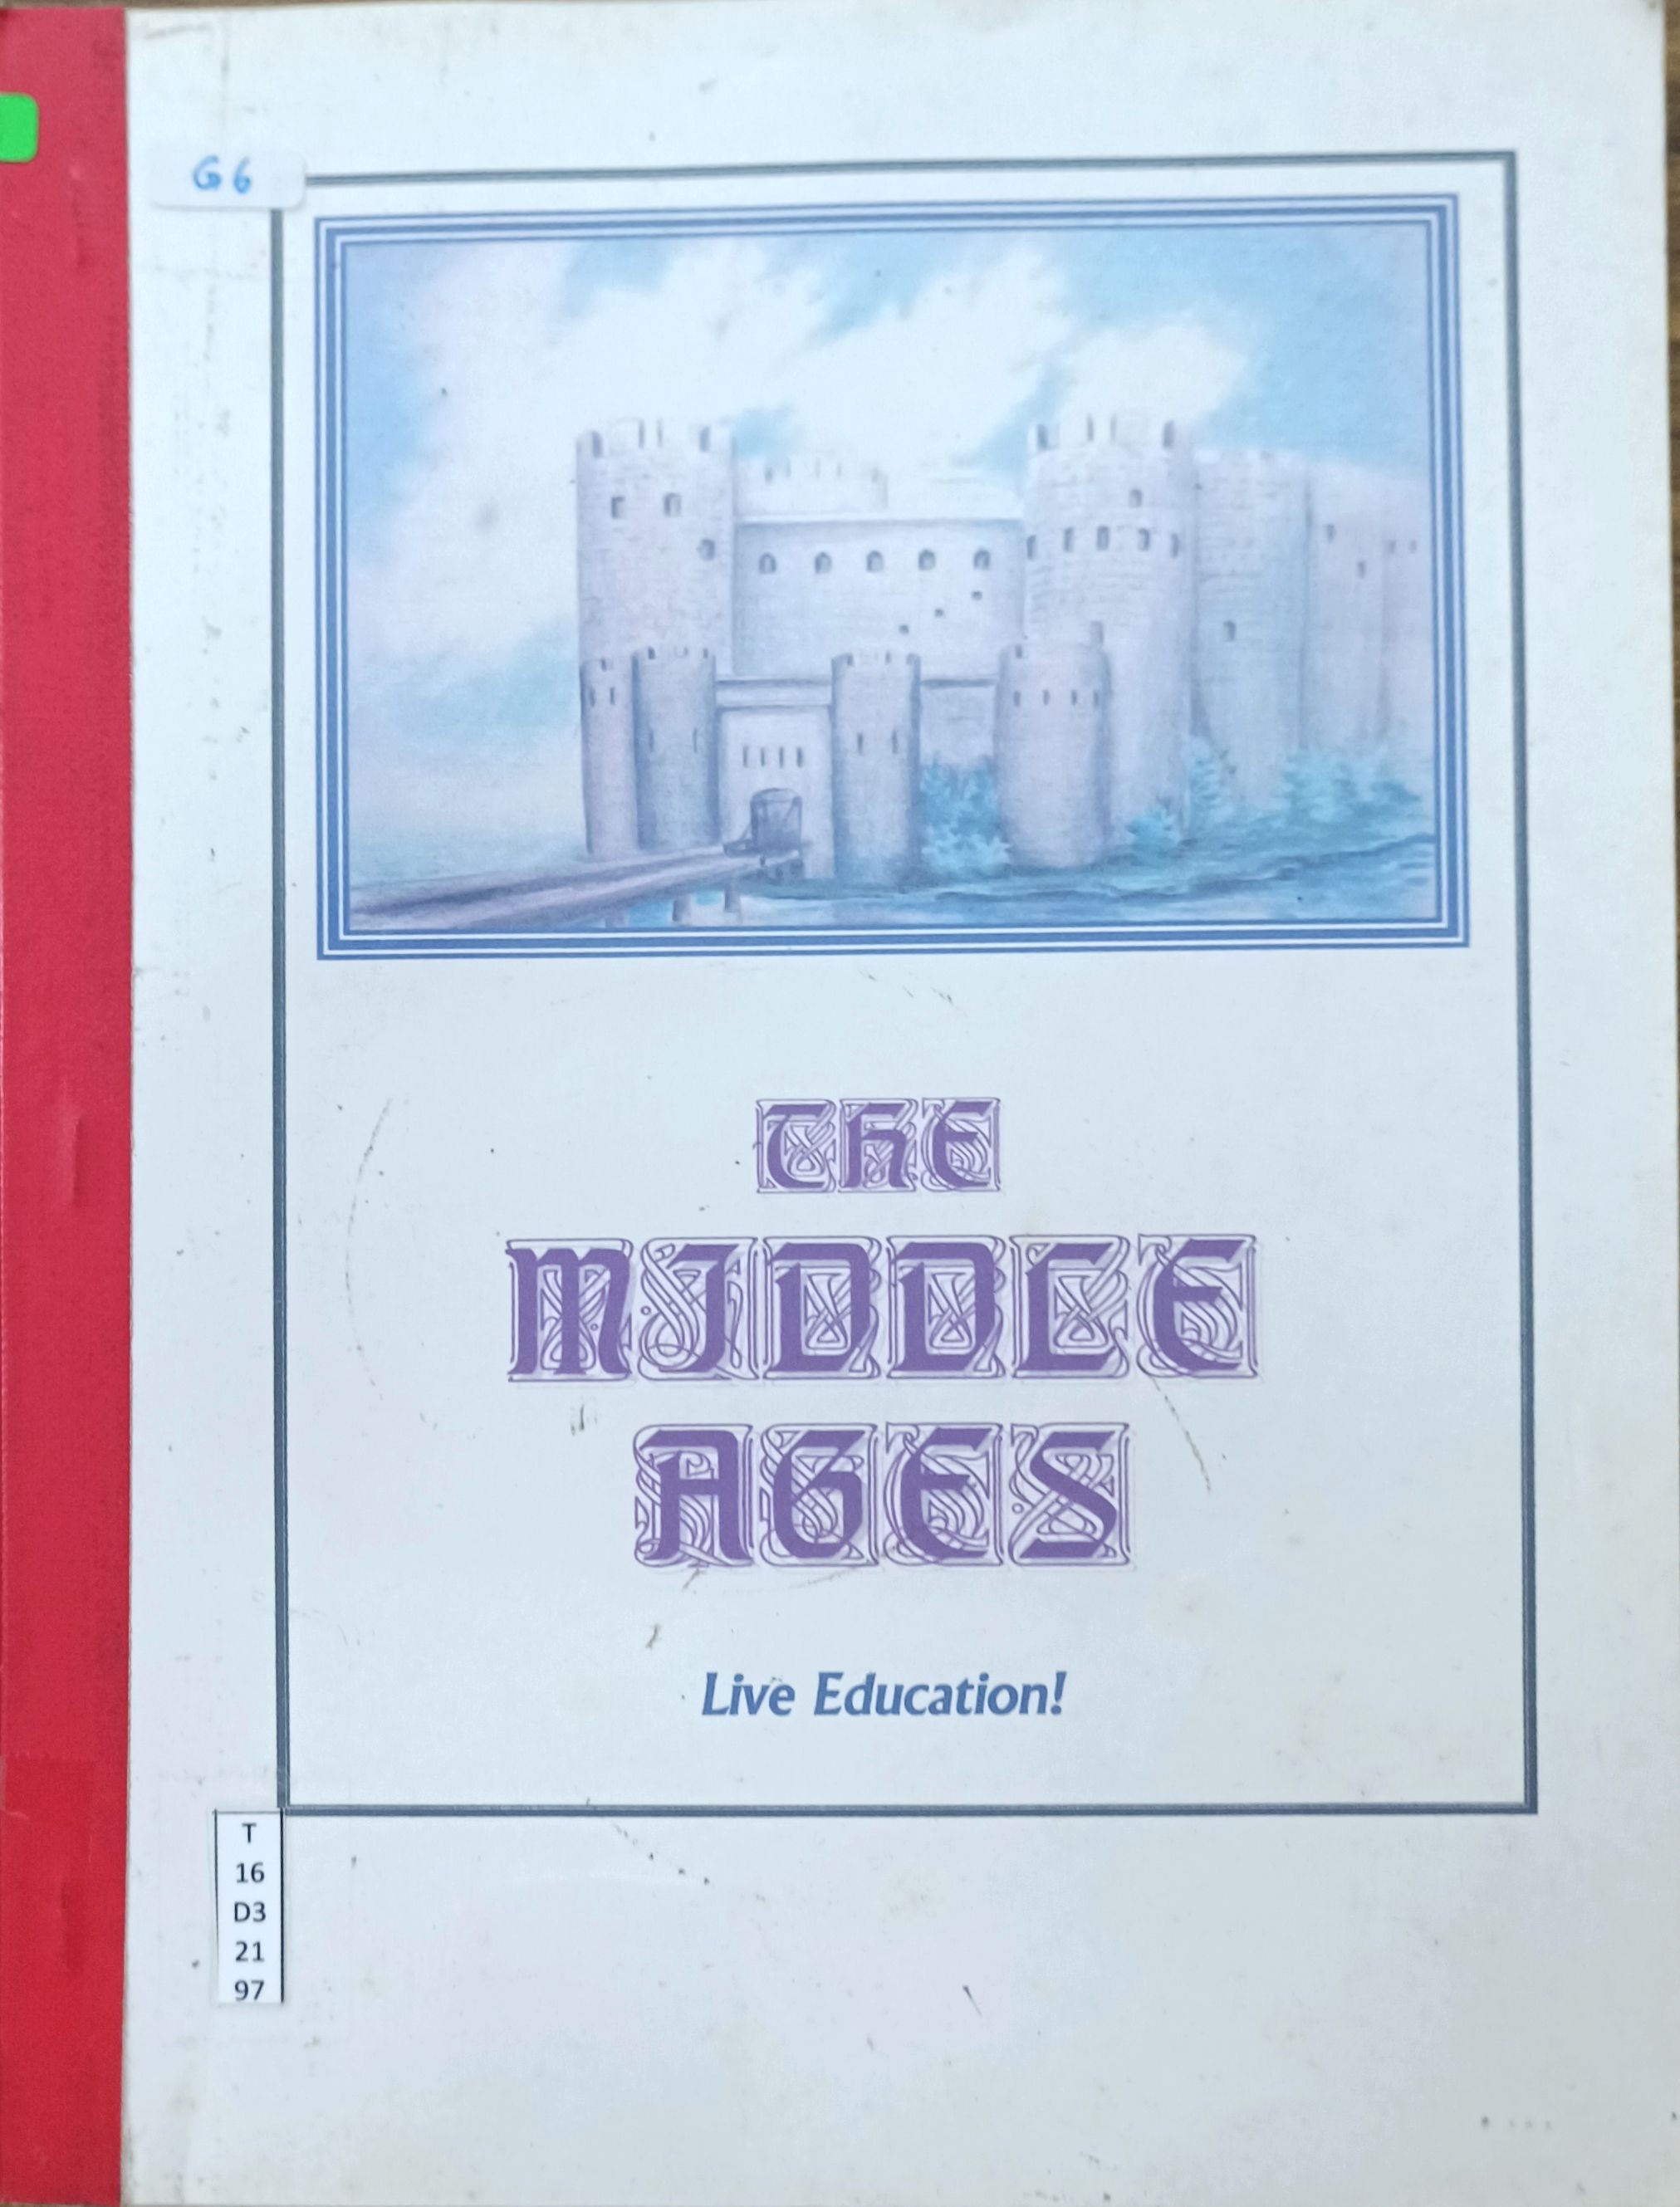 G6
THE
MIDDLE
AGES
Live Education!
T
16
D3
21
97